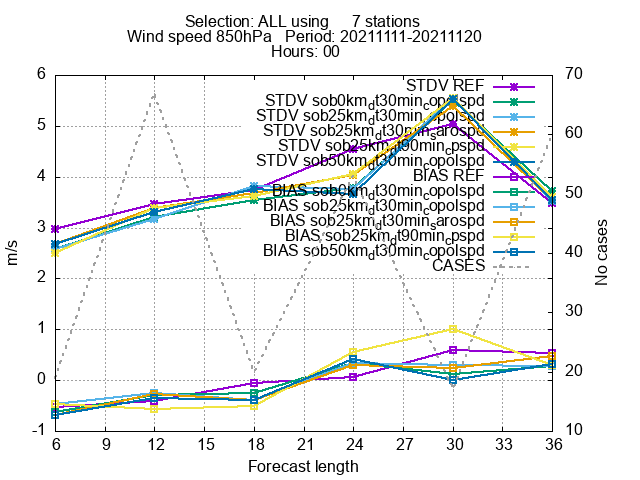 Selection: ALL using 7 stations
Wind speed 850hPa Period: 20211111-20211120
Hours: 00
STDV REF
STDV sob0km_dt30min_copolspd
STDV sob25km_dt30min_copolspd
STDV sob25km_dt30min_sarospd
STDV sob25km_dt90min_cpspd
STDV sob50km_dt30min_copolspd
BIAS REF
BIAS sob0km_dt30min_copolspd
BIAS sob25km_dt30min_copolspd
BIAS sob25km_dt30min_sarospd
BIAS sob25km_dt90min_cpspd
BIAS sob50km_dt30min_copolspd
CASES
6
5
4
3
2
1
0
-1
m/s
70
60
50
40
30
20
10
No cases
6 9 12 15 18 21 24 27 30 33 36
Forecast length